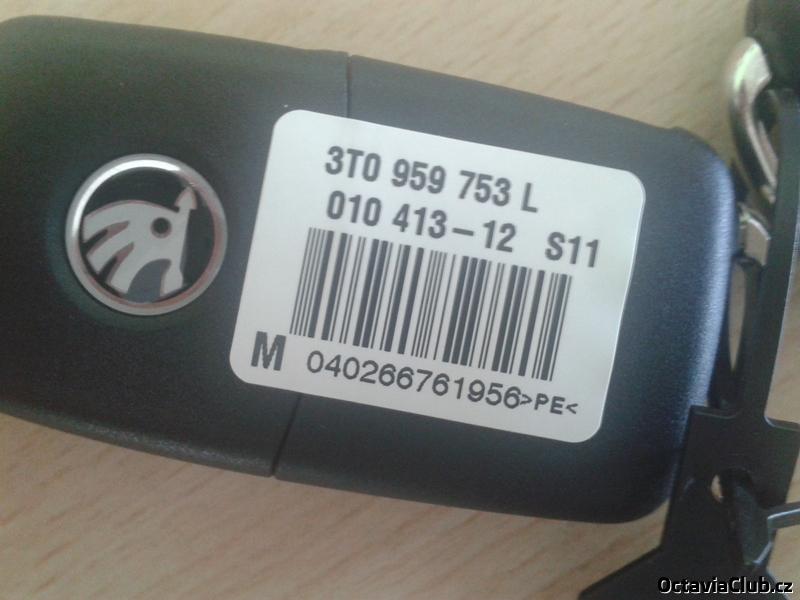 3T0 959 753 L
010 413-12 S11
M 040266761956 >PE<
OctaviaClub.cz